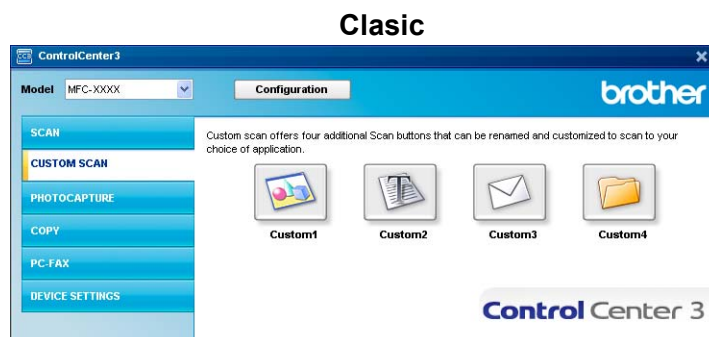 Clasic
ControlCenter3
Model MFC-XXXX Configuration brother
SCAN
CUSTOM SCAN
PHOTOCAPTURE
COPY
PC-FAX
DEVICE SETTINGS
Custom scan offers four additional Scan buttons that can be renamed and customized to scan to your
choice of application.
Custom1 Custom2 Custom3 Custom4
Control Center 3